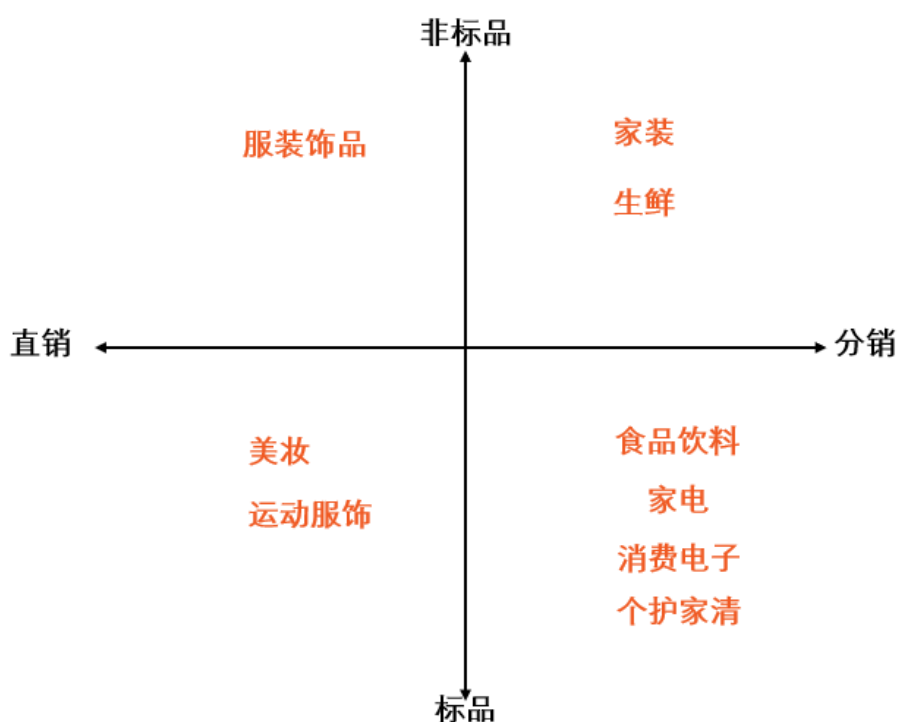 非标品
服装饰品
家装
生鲜
直销
分销
美妆
运动服饰
食品饮料
家电
消费电子
个护家清
标品